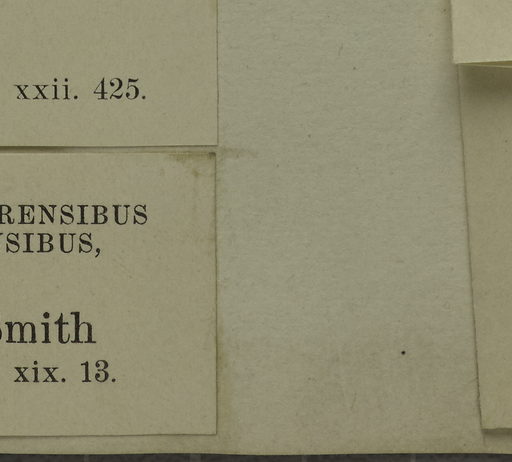 xxii. 425.
RENSIBUS
SIBUS,
mith
xix. 13.